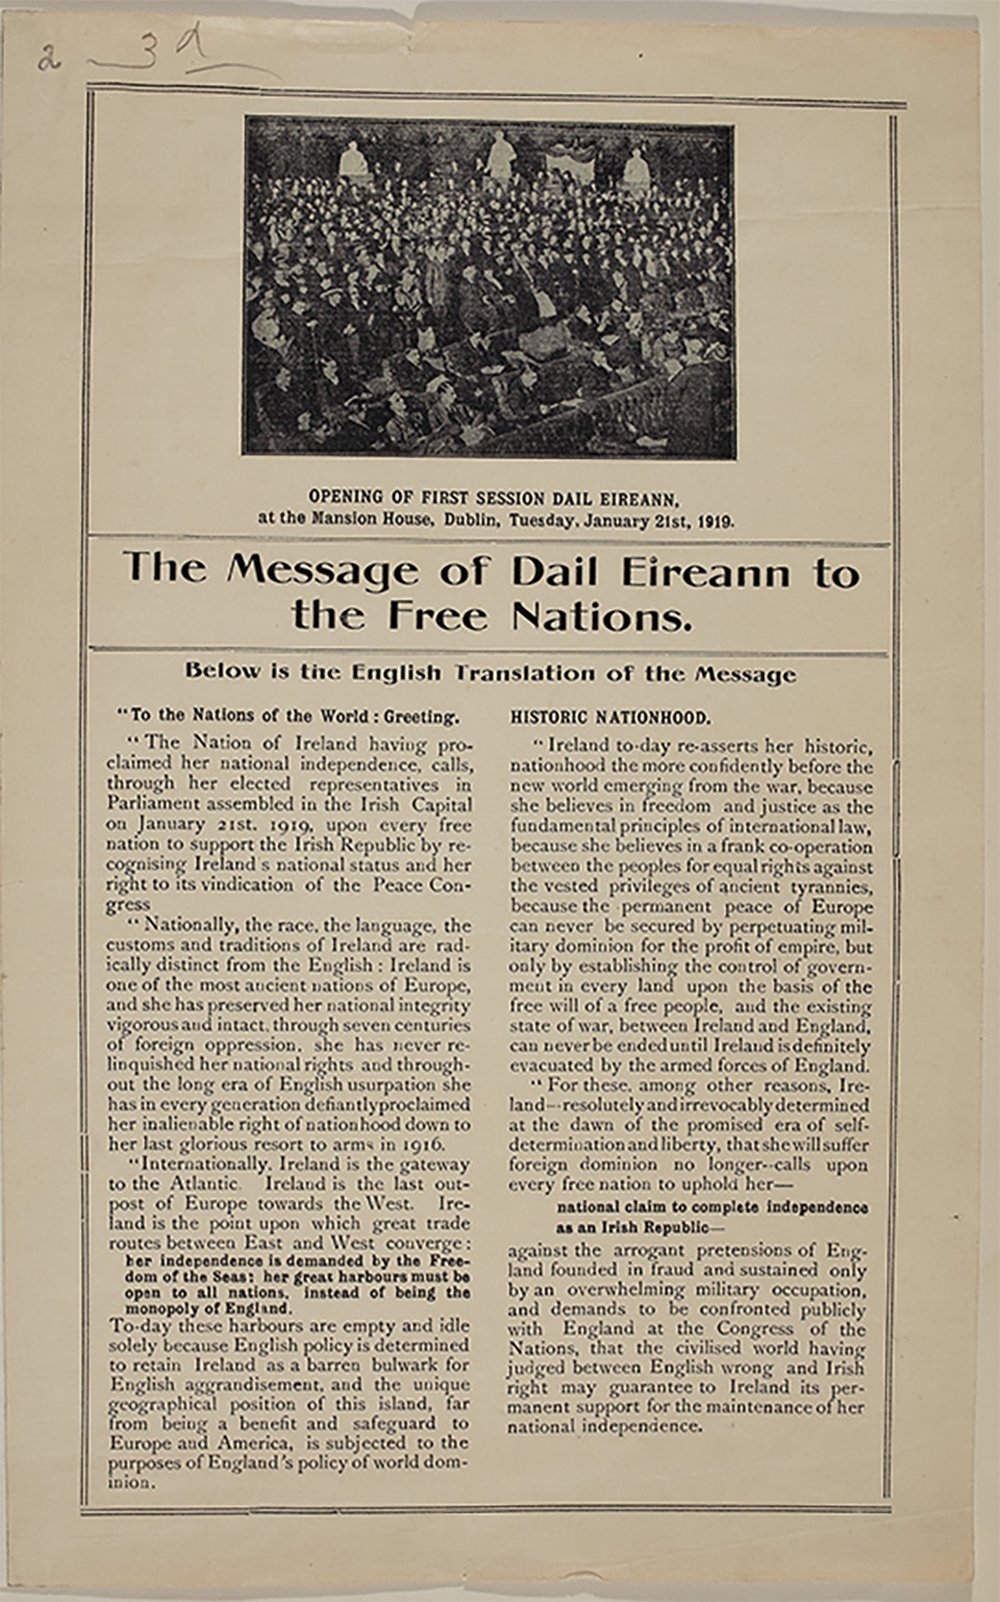 2 3d
OPENING OF FIRST SESSION DAIL EIREANN,
at the Mansion House, Dublin, Tuesday, January 21st, 1919.
The Message of Dail Eireann to
the Free Nations.
Below is the English Translation of the Message
"To the Nations of the World : Greeting.
"The Nation of Ireland having pro-
claimed her national independence, calls,
through her elected representatives in
Parliament assembled in the Irish Capital
on January 21st. 1919, upon every free
nation to support the Irish Republic by re-
cognising Ireland s national status and her
right to its vindication of the Peace Con-
gress
"Nationally, the race, the language, the
customs and traditions of Ireland are rad-
ically distinct from the English : Ireland is
one of the most ancient nations of Europe,
and she has preserved her national integrity
vigorous and intact, through seven centuries
of foreign oppression, she has never re-
linquished her national rights and through-
out the long era of English usurpation she
has in every generation defiantly proclaimed
her inalienable right of nationhood down to
her last glorious resort to arms in 1916.
"Internationally, Ireland is the gateway
to the Atlantic. Ireland is the last out-
post of Europe towards the West. Ire-
land is the point upon which great trade
routes between East and West converge :
her independence is demanded by the Free-
dom of the Seas: her great harbours must be
open to all nations, instead of being the
monopoly of England.
To-day these harbours are empty and idle
solely because English policy is determined
to retain Ireland as a barren bulwark for
English aggrandisement, and the unique
geographical position of this island, far
from being a benefit and safeguard to
Europe and America, is subjected to the
purposes of England's policy of world dom-
inion.
HISTORIC NATIONHOOD.
"Ireland to-day re-asserts her historic,
nationhood the more confidently before the
new world emerging from the war, because
she believes in freedom and justice as the
fundamental principles of international law,
because she believes in a frank co-operation
between the peoples for equal rights against
the vested privileges of ancient tyrannies,
because the permanent peace of Europe
can never be secured by perpetuating mil-
itary dominion for the profit of empire, but
only by establishing the control of govern-
ment in every land upon the basis of the
free will of a free people, and the existing
state of war, between Ireland and England,
can never be ended until Ireland is definitely
evacuated by the armed forces of England.
"For these, among other reasons, Ire-
land--resolutely and irrevocably determined
at the dawn of the promised era of self-
determination and liberty, that she will suffer
foreign dominion no longer--calls upon
every free nation to uphold her—
national claim to complete independence
as an Irish Republic—
against the arrogant pretensions of Eng-
land founded in fraud and sustained only
by an overwhelming military occupation,
and demands to be confronted publicly
with England at the Congress of the
Nations, that the civilised world having
judged between English wrong and Irish
right may guarantee to Ireland its per-
manent support for the maintenance of her
national independence.